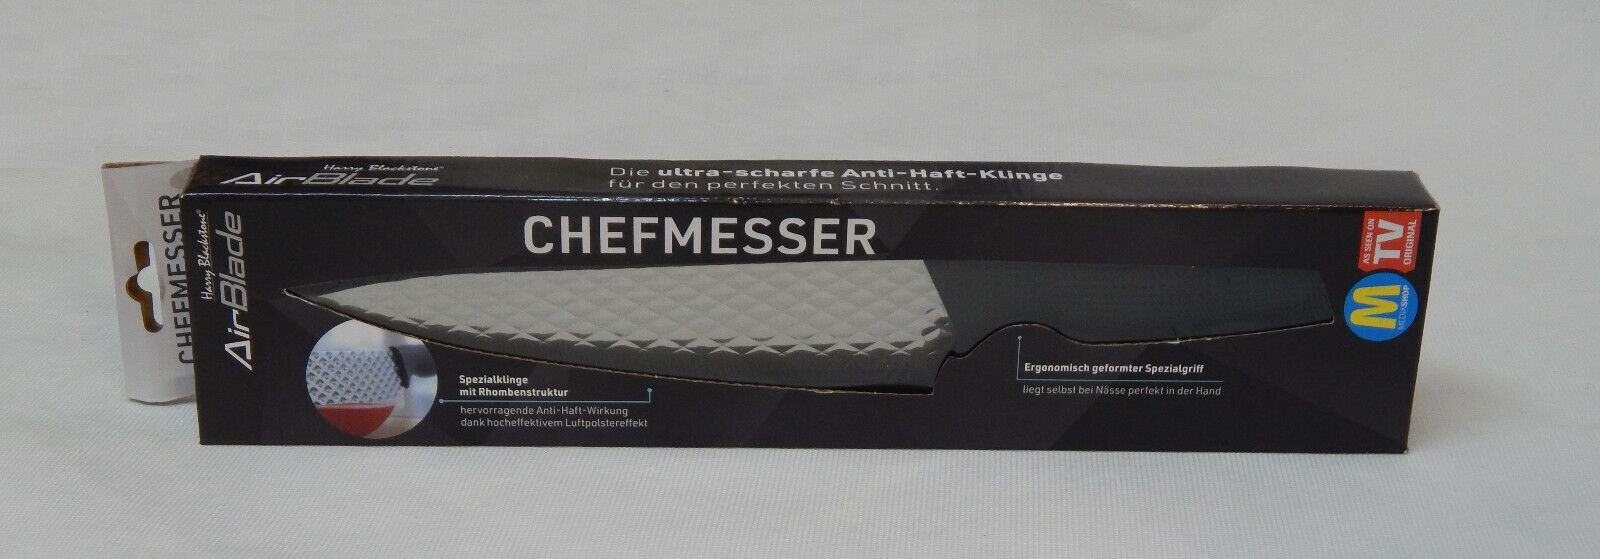 Harry Blackstone®
AirBlade
Die ultra-scharfe Anti-Haft-Klinge
für den perfekten Schnitt.
CHEFMESSER
CHEFMESSER
Harry Blackstone®
AirBlade
CHEFMESSER
AS SEEN ON
TV
ORIGINAL
M
MEDIASHOP
Spezialklinge
mit Rhombenstruktur
hervorragende Anti-Haft-Wirkung
dank hocheffektivem Luftpolstereffekt
Ergonomisch geformter Spezialgriff
liegt selbst bei Nässe perfekt in der Hand